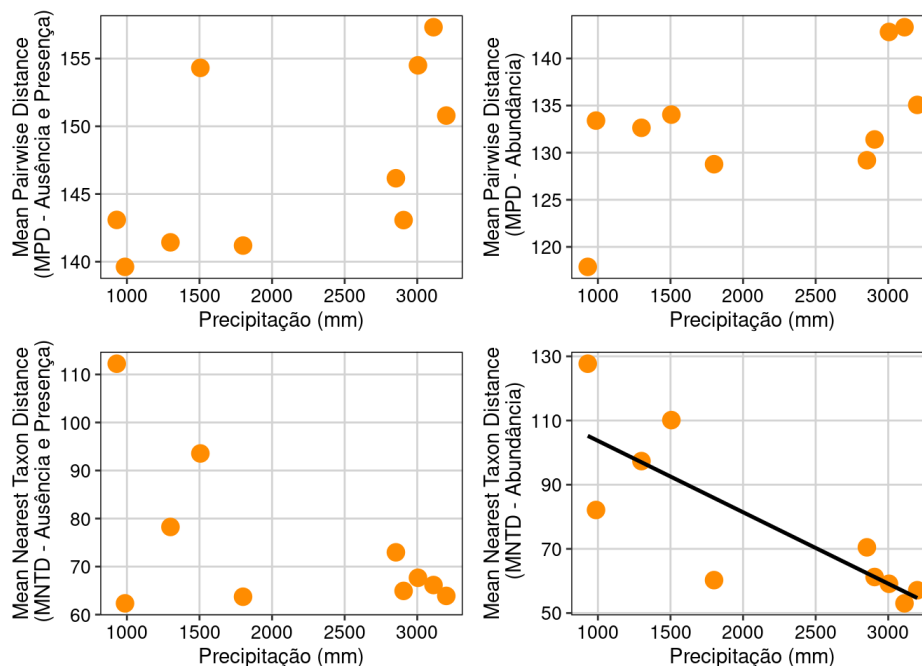 Mean Pairwise Distance
(MPD - Ausência e Presença)
155
150
145
140
1000 1500 2000 2500 3000
Precipitação (mm)
Mean Pairwise Distance
(MPD - Abundância)
140
135
130
125
120
1000 1500 2000 2500 3000
Precipitação (mm)
Mean Nearest Taxon Distance
(MNTD - Ausência e Presença)
110
100
90
80
70
60
1000 1500 2000 2500 3000
Precipitação (mm)
Mean Nearest Taxon Distance
(MNTD - Abundância)
130
110
90
70
50
1000 1500 2000 2500 3000
Precipitação (mm)